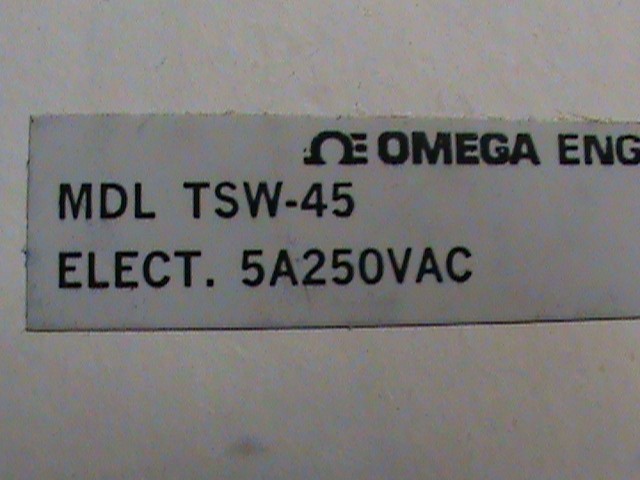 OMEGA ENG
MDL TSW-45
ELECT. 5A250VAC